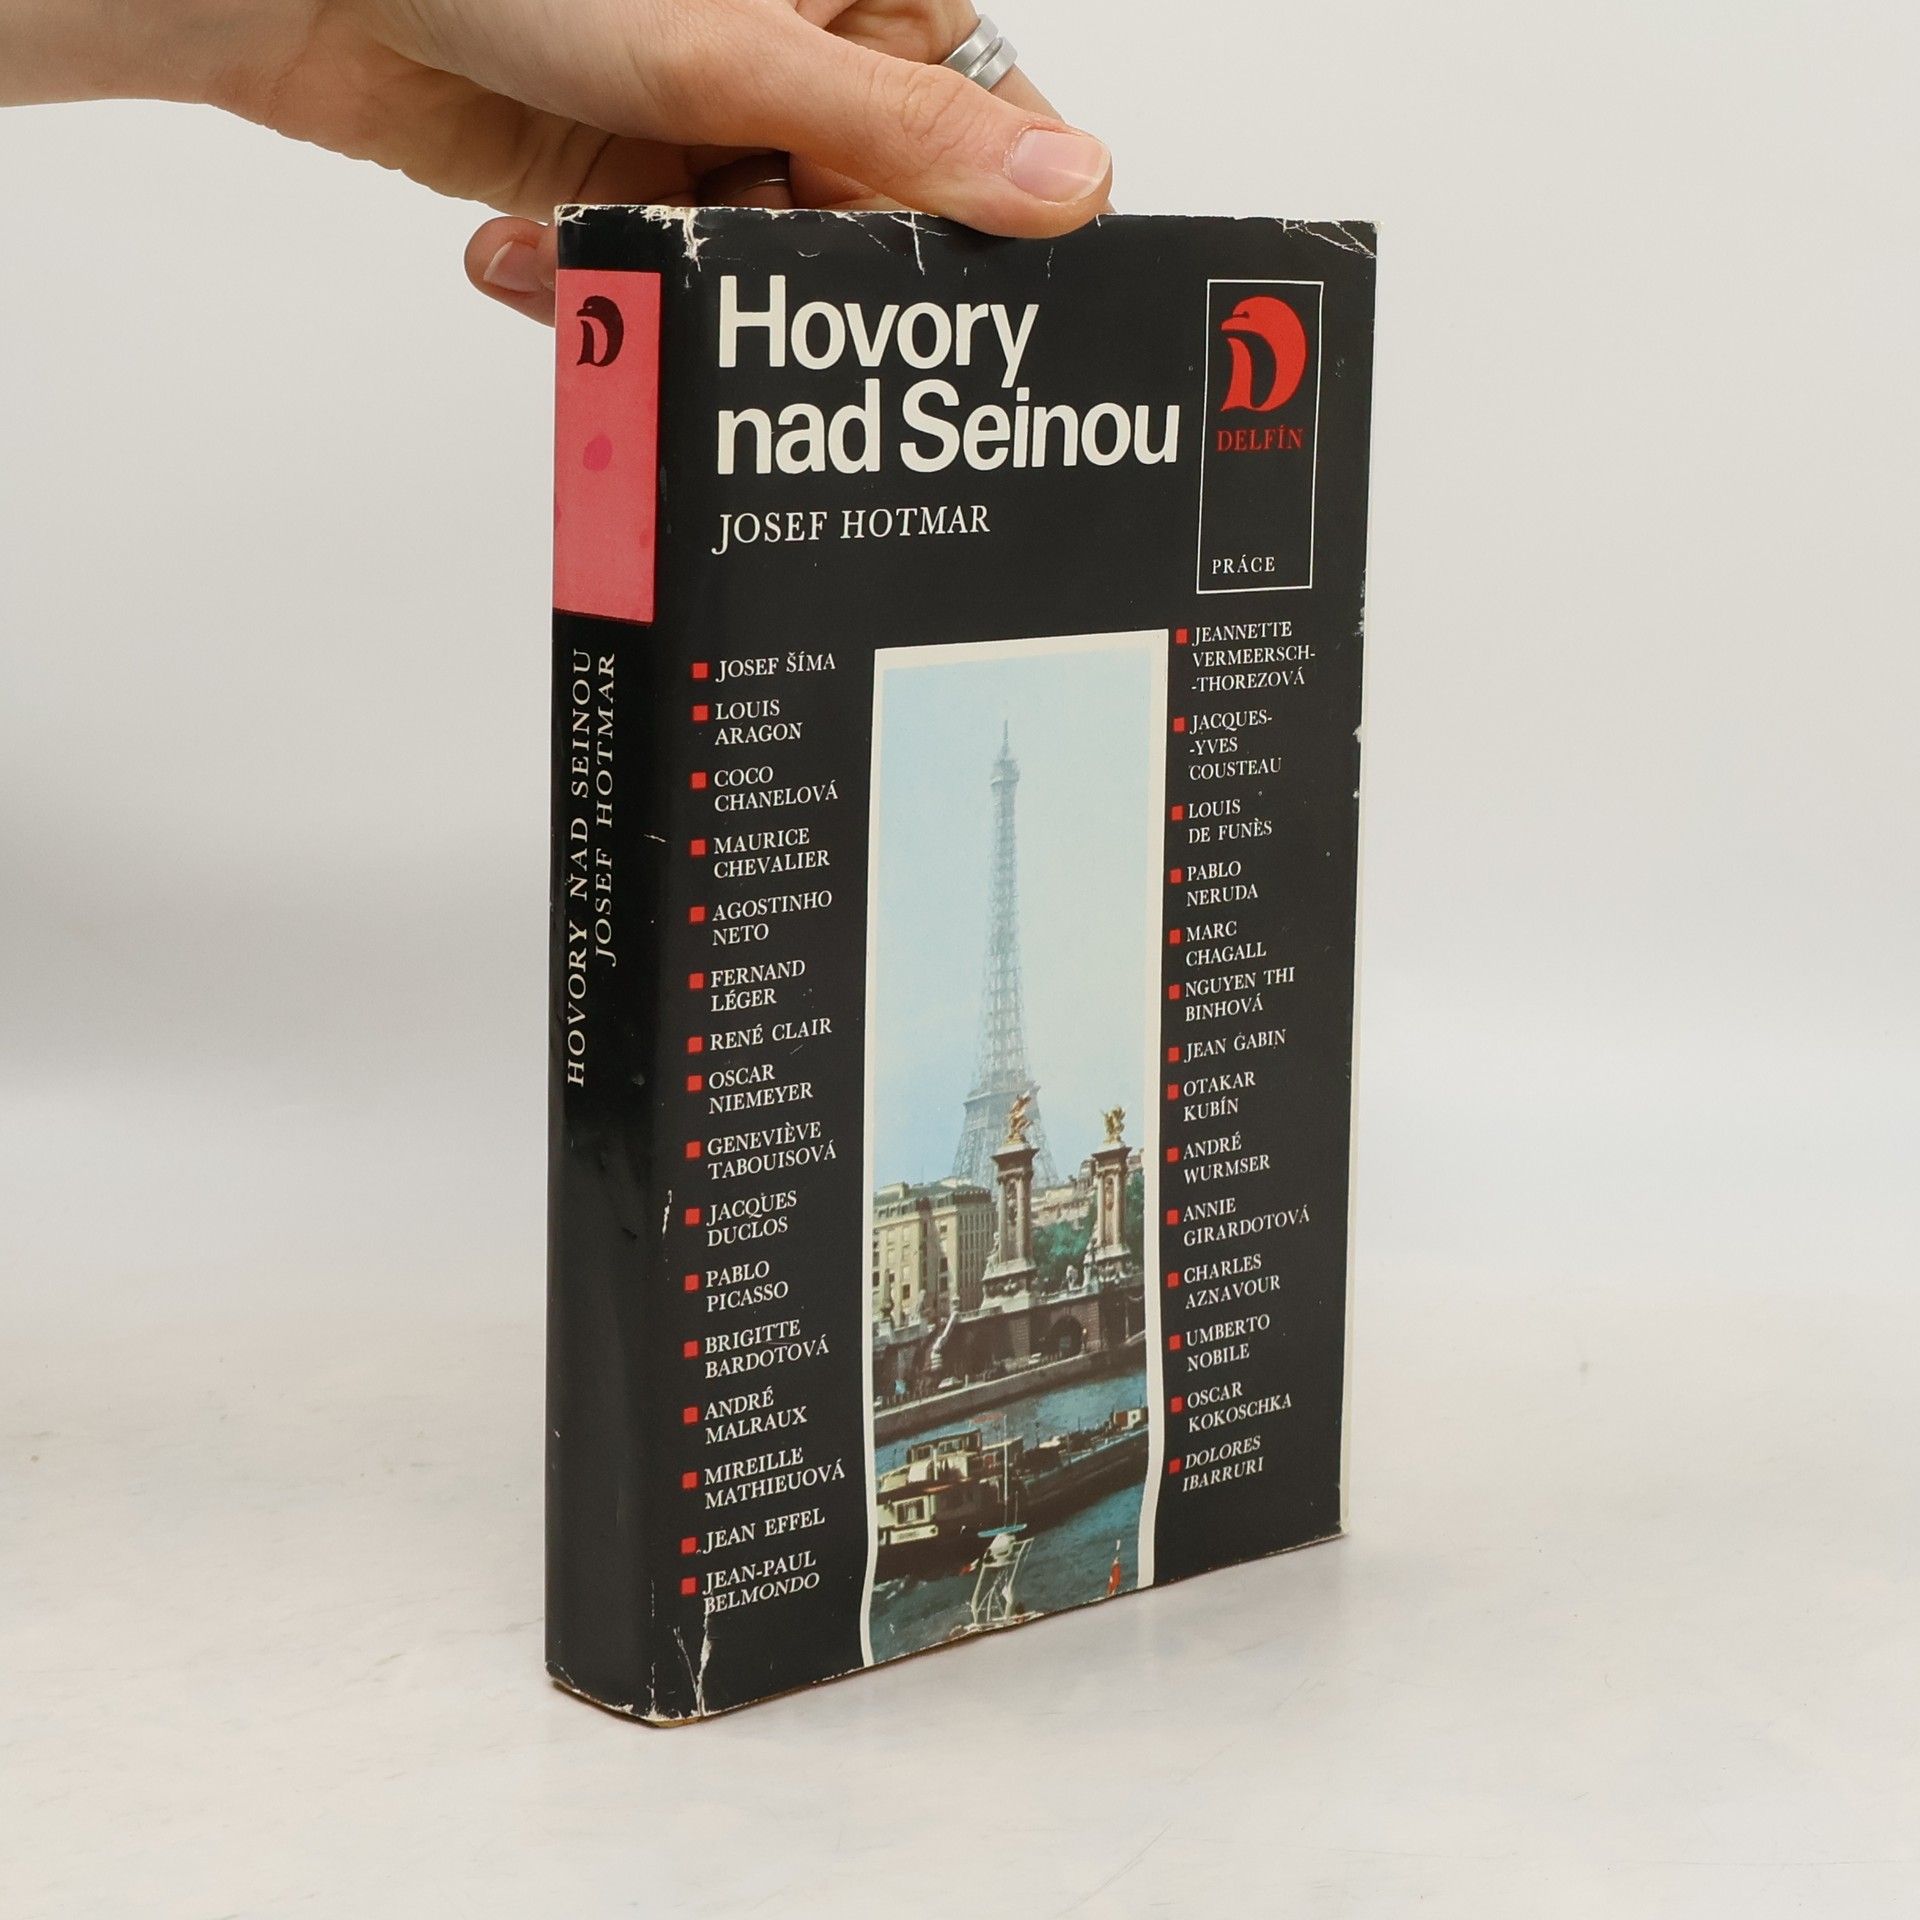 Hovory
nad Seinou
JOSEF HOTMAR
DELFÍN
PRÁCE
JOSEF ŠÍMA
LOUIS
ARAGON
COCO
CHANELOVÁ
MAURICE
CHEVALIER
AGOSTINHO
NETO
FERNAND
LÉGER
RENÉ CLAIR
OSCAR
NIEMEYER
GENEVIÈVE
TABOUISOVÁ
JACQUES
DUCLOS
PABLO
PICASSO
BRIGITTE
BARDOTOVÁ
ANDRÉ
MALRAUX
MIREILLE
MATHIEUOVÁ
JEAN EFFEL
JEAN-PAUL
BELMONDO
JEANNETTE
VERMEERSCH-
-THOREZOVÁ
JACQUES-
-YVES
COUSTEAU
LOUIS
DE FUNÈS
PABLO
NERUDA
MARC
CHAGALL
NGUYEN THI
BINHOVÁ
JEAN GABIN
OTAKAR
KUBÍN
ANDRÉ
WURMSER
ANNIE
GIRARDOTOVÁ
CHARLES
AZNAVOUR
UMBERTO
NOBILE
OSCAR
KOKOSCHKA
DOLORES
IBARRURI
HOVORY NAD SEINOU
JOSEF HOTMAR